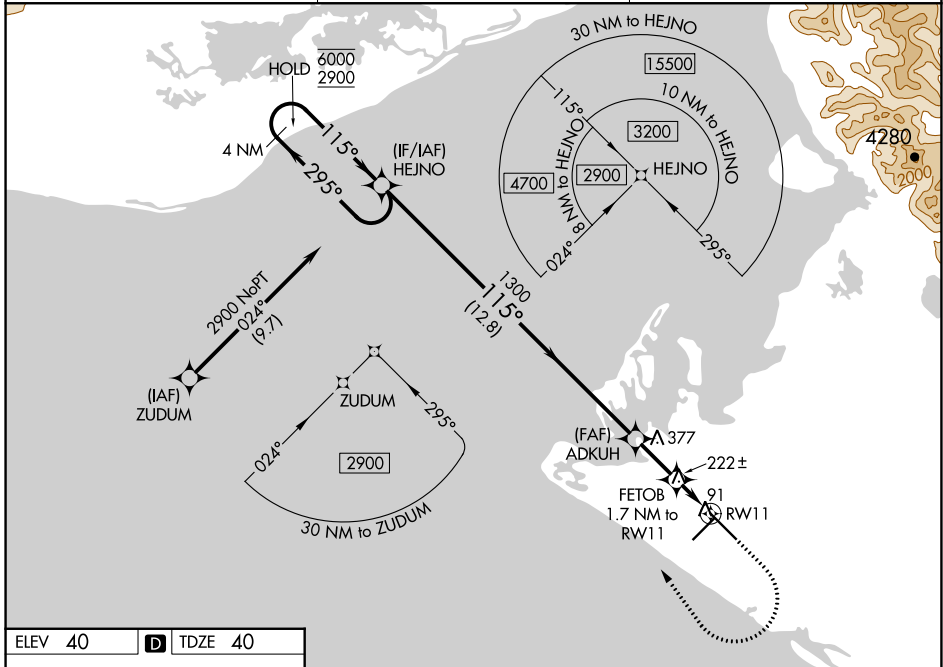 30 NM to HEJNO
15500
10 NM to HEJNO
115°
3200
4700
8 NM to HEJNO
2900
HEJNO
024°
295°
HOLD
6000
2900
4 NM
115°
295°
(IF/IAF)
HEJNO
4280
2000
2900 NoPT
024°
(9.7)
(IAF)
ZUDUM
1300
115°
(12.8)
ZUDUM
024°
295°
2900
30 NM to ZUDUM
(FAF)
ADKUH
377
222±
FETOB
1.7 NM to
RW11
91
RW11
ELEV 40
D
TDZE 40